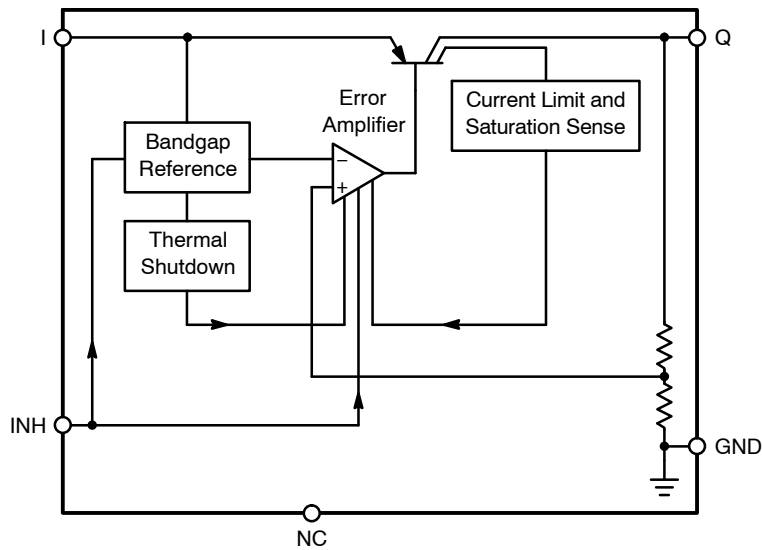 I
Q
Error
Amplifier
Current Limit and
Saturation Sense
Bandgap
Reference
−
+
Thermal
Shutdown
INH
GND
NC